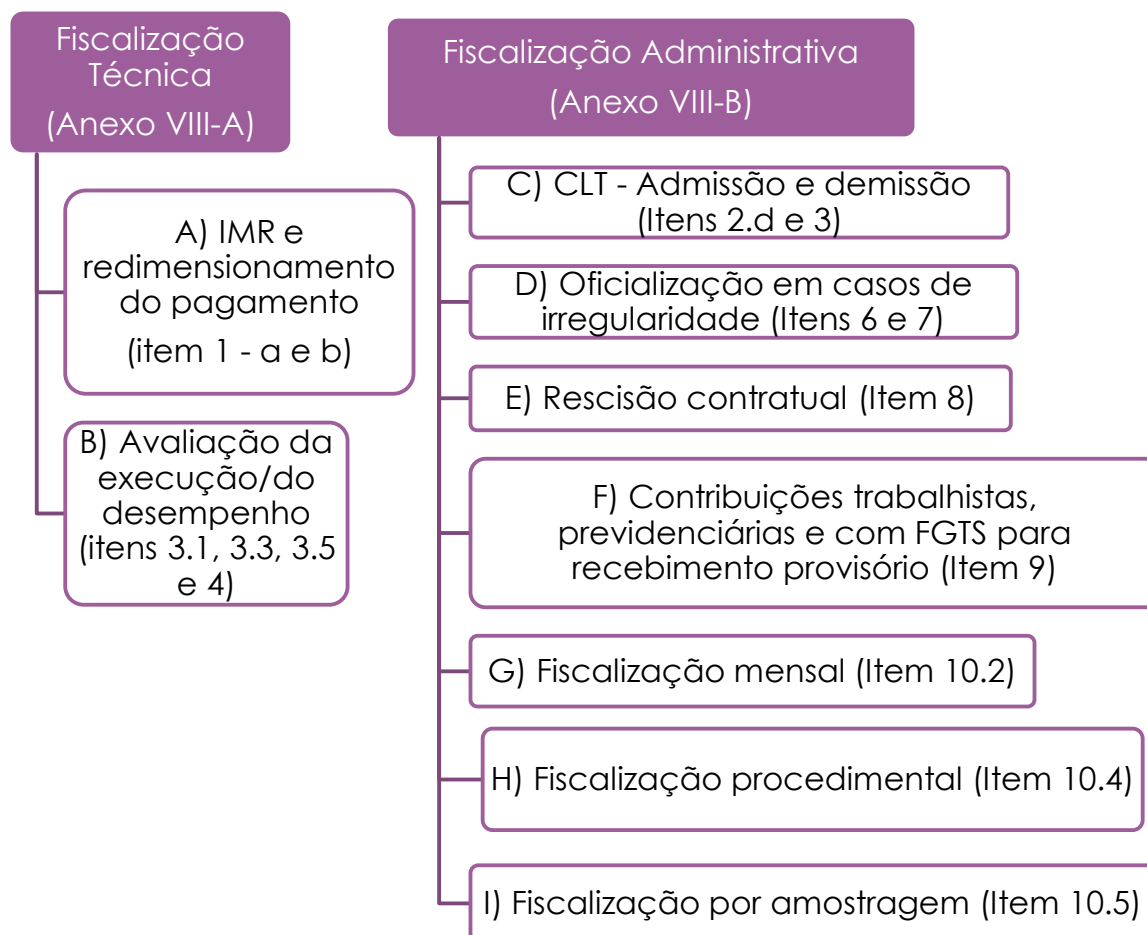 Fiscalização
Técnica
(Anexo VIII-A)
A) IMR e
redimensionamento
do pagamento
(item 1 - a e b)
B) Avaliação da
execução/do
desempenho
(itens 3.1, 3.3, 3.5
e 4)
Fiscalização Administrativa
(Anexo VIII-B)
C) CLT - Admissão e demissão
(Itens 2.d e 3)
D) Oficialização em casos de
irregularidade (Itens 6 e 7)
E) Rescisão contratual (Item 8)
F) Contribuições trabalhistas,
previdenciárias e com FGTS para
recebimento provisório (Item 9)
G) Fiscalização mensal (Item 10.2)
H) Fiscalização procedimental (Item 10.4)
I) Fiscalização por amostragem (Item 10.5)